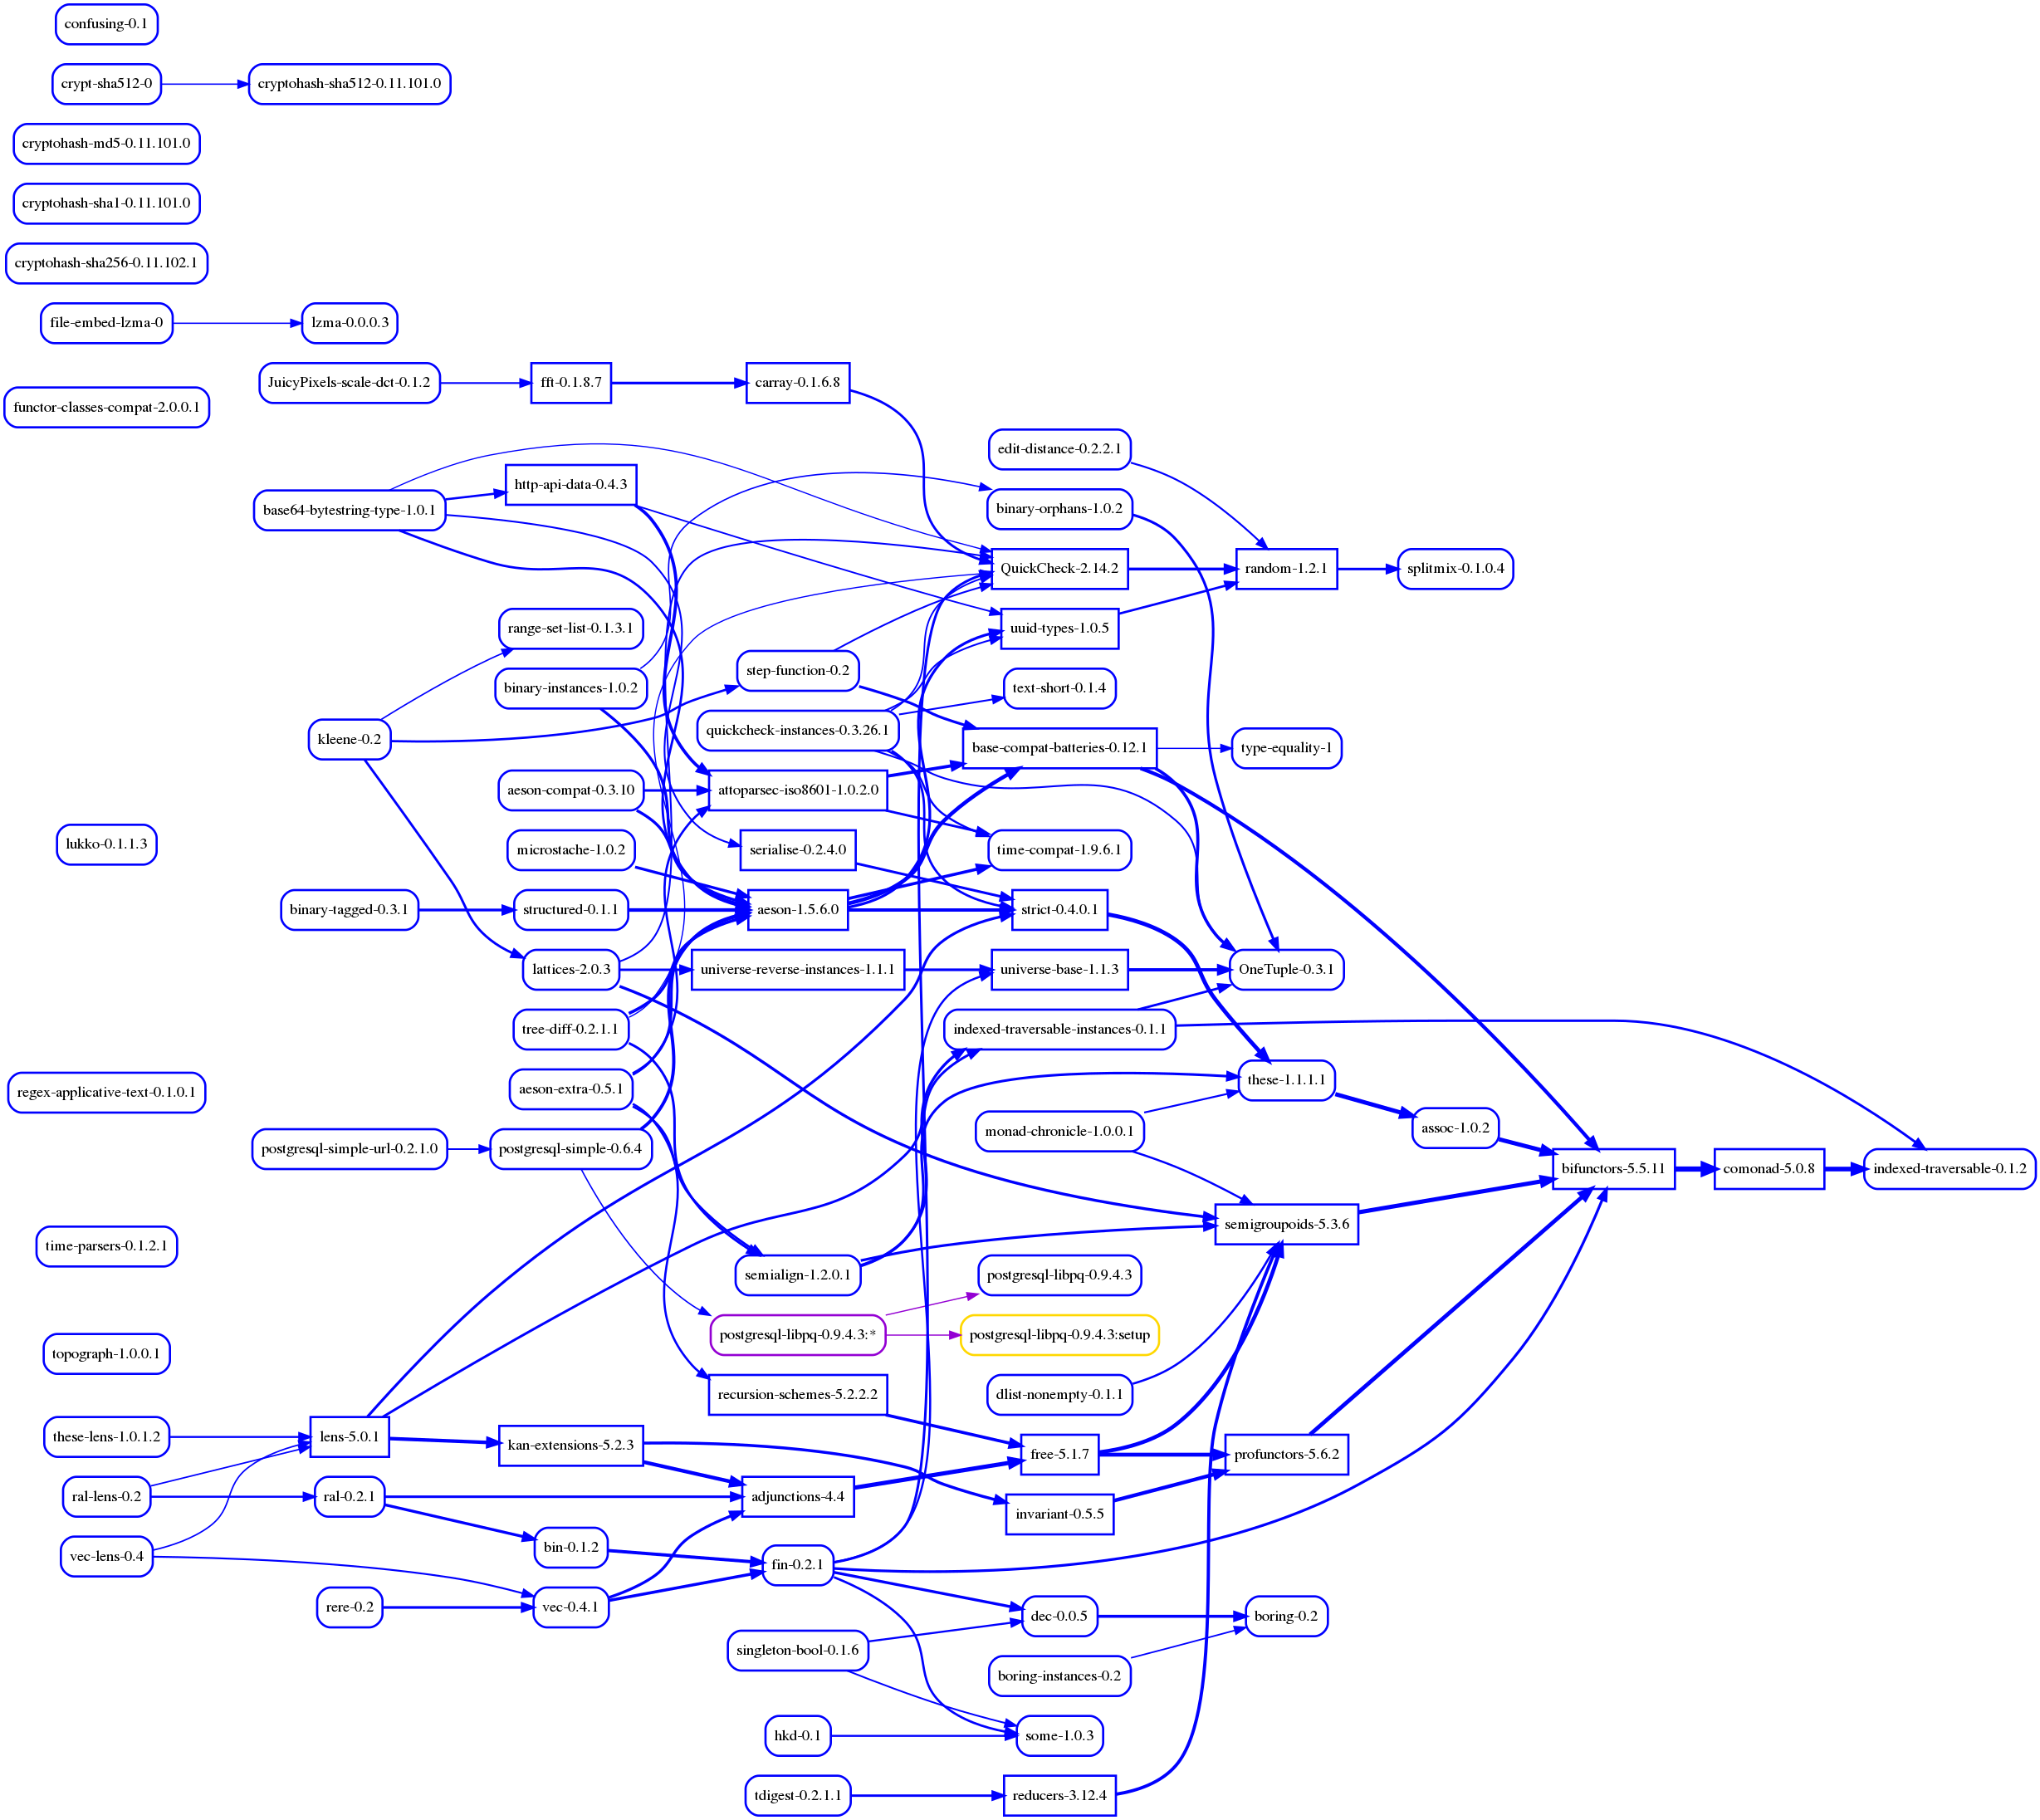 confusing-0.1
crypt-sha512-0
cryptohash-sha512-0.11.101.0
cryptohash-md5-0.11.101.0
cryptohash-sha1-0.11.101.0
cryptohash-sha256-0.11.102.1
file-embed-lzma-0
lzma-0.0.0.3
JuicyPixels-scale-dct-0.1.2
fft-0.1.8.7
carray-0.1.6.8
functor-classes-compat-2.0.0.1
edit-distance-0.2.2.1
http-api-data-0.4.3
base64-bytestring-type-1.0.1
binary-orphans-1.0.2
QuickCheck-2.14.2
random-1.2.1
splitmix-0.1.0.4
range-set-list-0.1.3.1
uuid-types-1.0.5
step-function-0.2
binary-instances-1.0.2
text-short-0.1.4
quickcheck-instances-0.3.26.1
kleene-0.2
base-compat-batteries-0.12.1
type-equality-1
aeson-compat-0.3.10
attoparsec-iso8601-1.0.2.0
lukko-0.1.1.3
microstache-1.0.2
serialise-0.2.4.0
time-compat-1.9.6.1
binary-tagged-0.3.1
structured-0.1.1
aeson-1.5.6.0
strict-0.4.0.1
lattices-2.0.3
universe-reverse-instances-1.1.1
universe-base-1.1.3
OneTuple-0.3.1
tree-diff-0.2.1.1
indexed-traversable-instances-0.1.1
these-1.1.1.1
regex-applicative-text-0.1.0.1
aeson-extra-0.5.1
monad-chronicle-1.0.0.1
assoc-1.0.2
postgresql-simple-url-0.2.1.0
postgresql-simple-0.6.4
bifunctors-5.5.11
comonad-5.0.8
indexed-traversable-0.1.2
semigroupoids-5.3.6
time-parsers-0.1.2.1
semialign-1.2.0.1
postgresql-libpq-0.9.4.3
postgresql-libpq-0.9.4.3:*
postgresql-libpq-0.9.4.3:setup
topograph-1.0.0.1
recursion-schemes-5.2.2.2
dlist-nonempty-0.1.1
these-lens-1.0.1.2
lens-5.0.1
kan-extensions-5.2.3
free-5.1.7
profunctors-5.6.2
ral-lens-0.2
ral-0.2.1
adjunctions-4.4
invariant-0.5.5
vec-lens-0.4
bin-0.1.2
fin-0.2.1
rere-0.2
vec-0.4.1
dec-0.0.5
boring-0.2
singleton-bool-0.1.6
boring-instances-0.2
hkd-0.1
some-1.0.3
tdigest-0.2.1.1
reducers-3.12.4